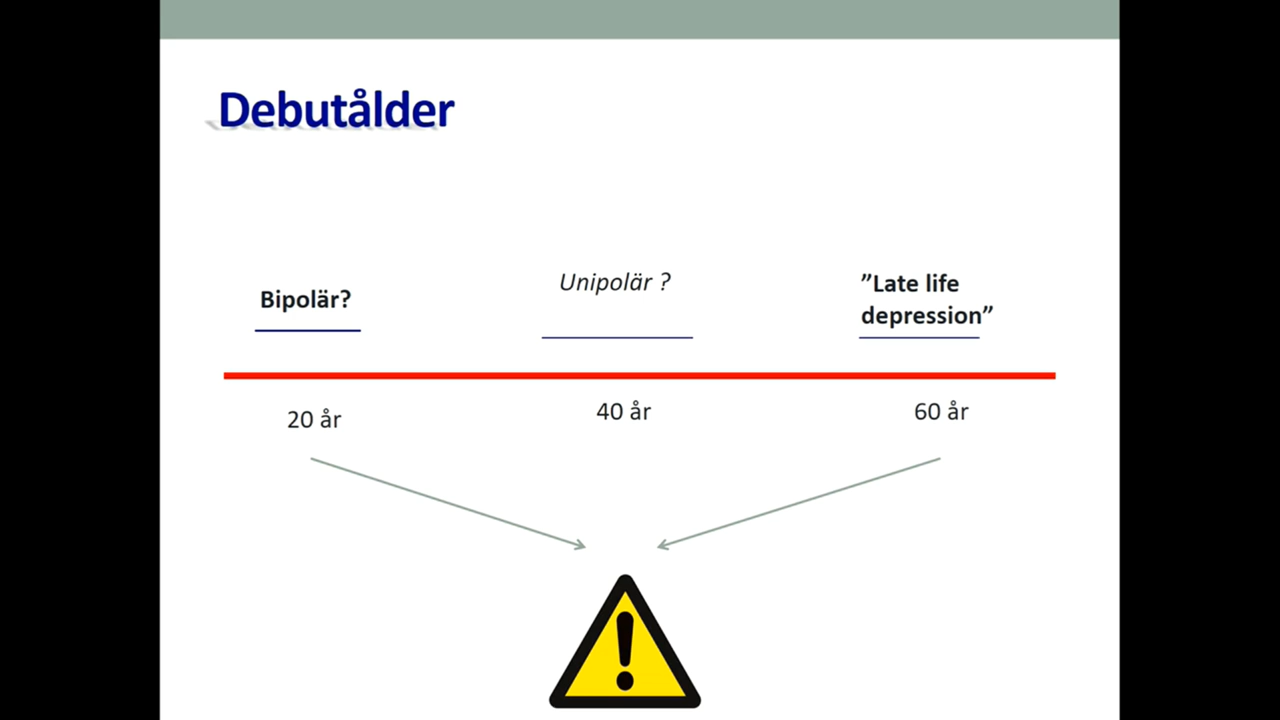 Debutålder
Bipolär?
Unipolär ?
”Late life
depression”
20 år
40 år
60 år